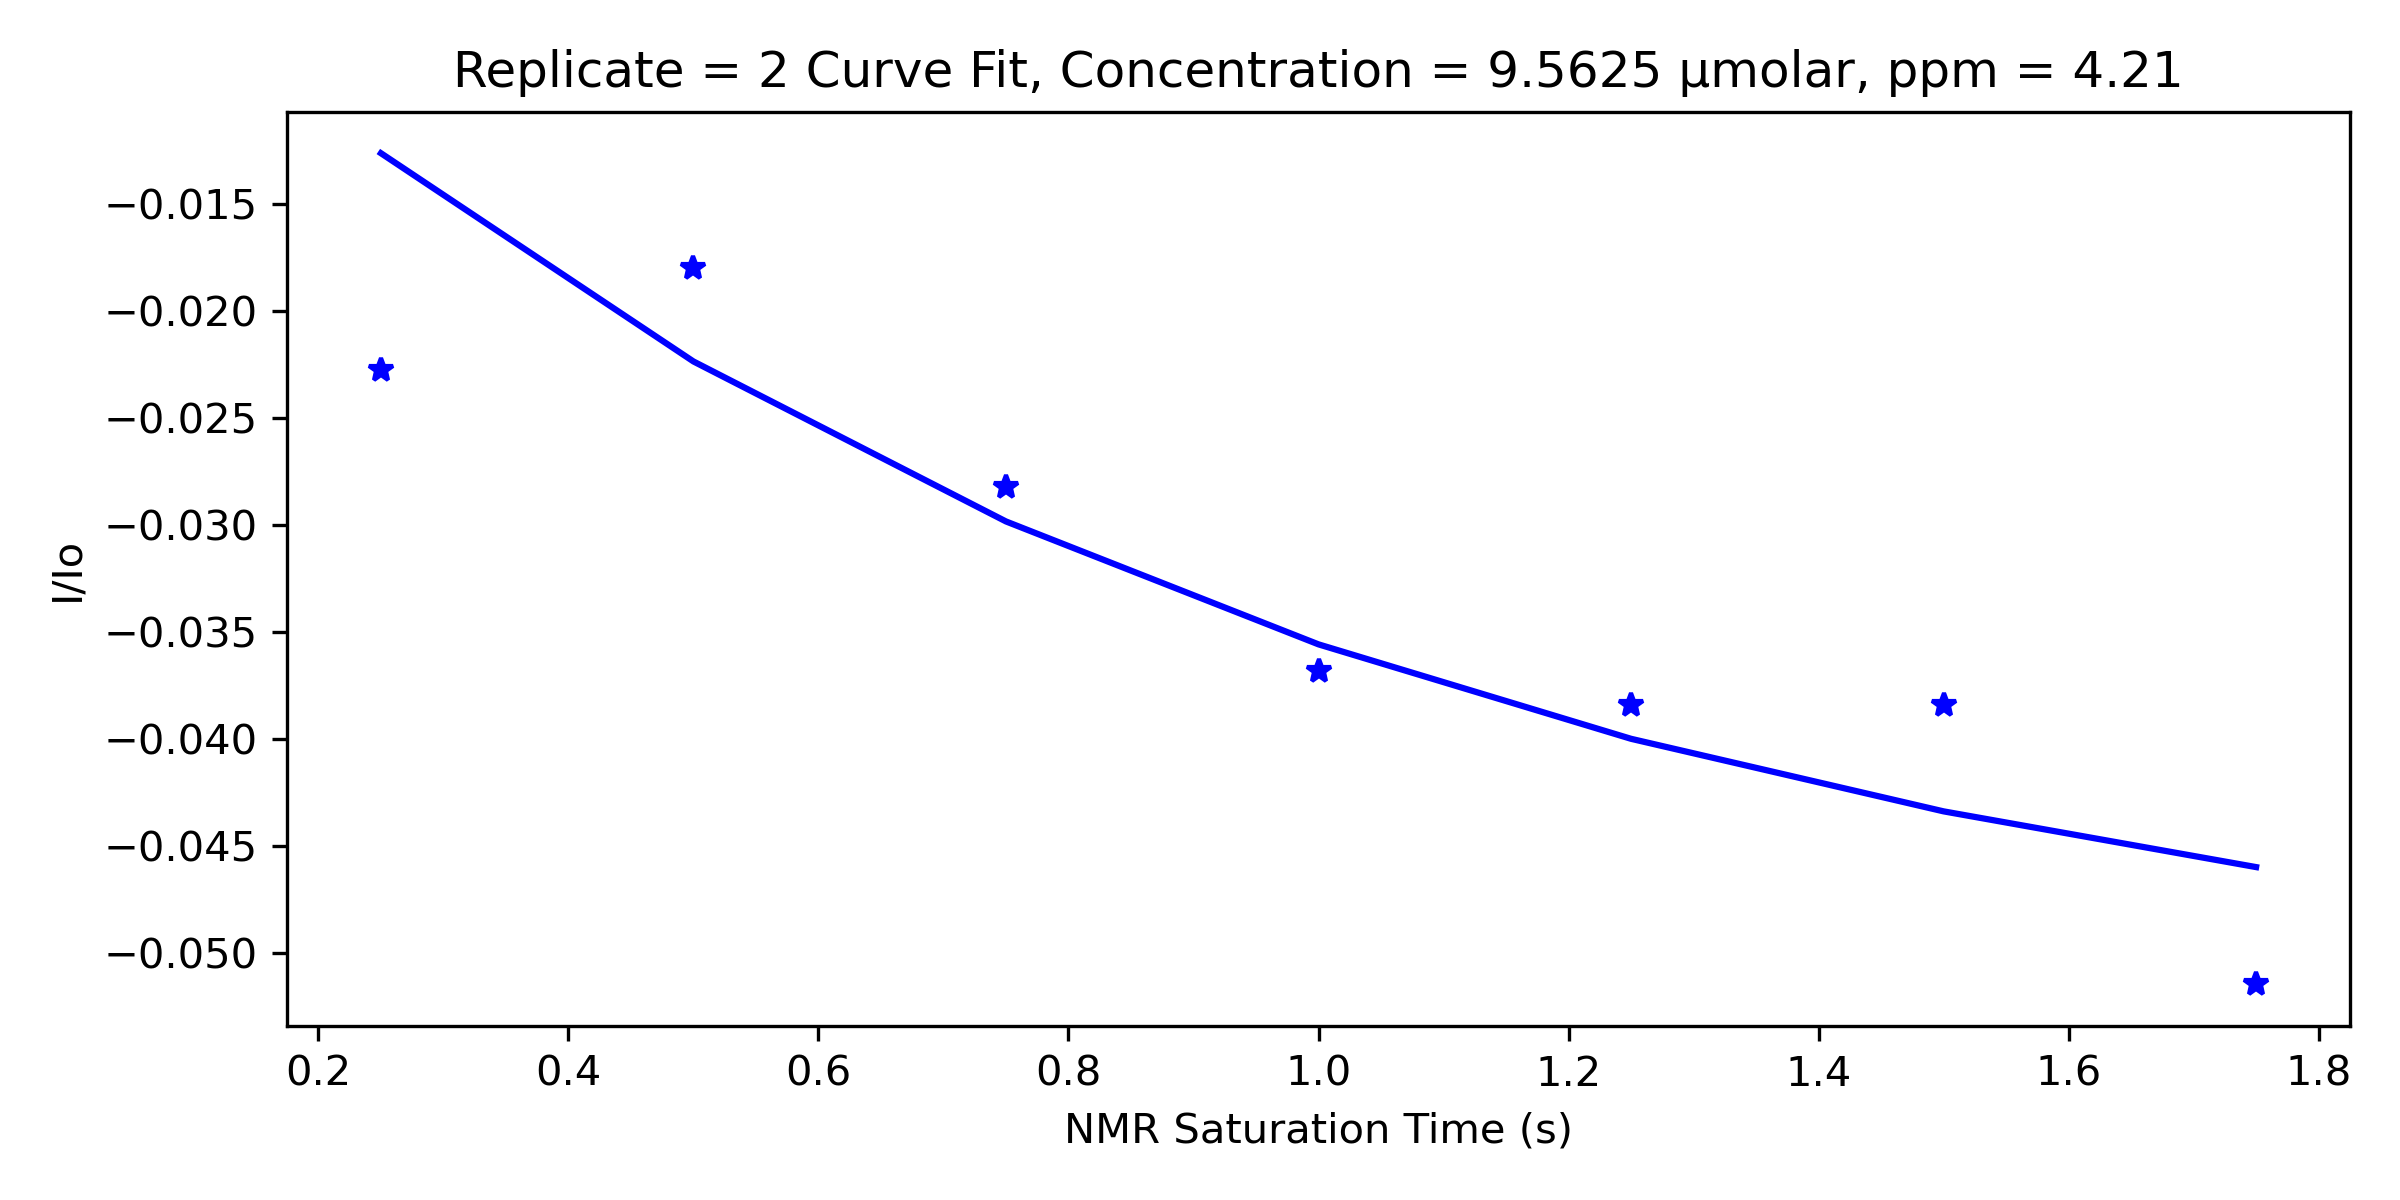 Replicate = 2 Curve Fit, Concentration = 9.5625 μmolar, ppm = 4.21
I/Io
−0.015
−0.020
−0.025
−0.030
−0.035
−0.040
−0.045
−0.050
0.2 0.4 0.6 0.8 1.0 1.2 1.4 1.6 1.8
NMR Saturation Time (s)